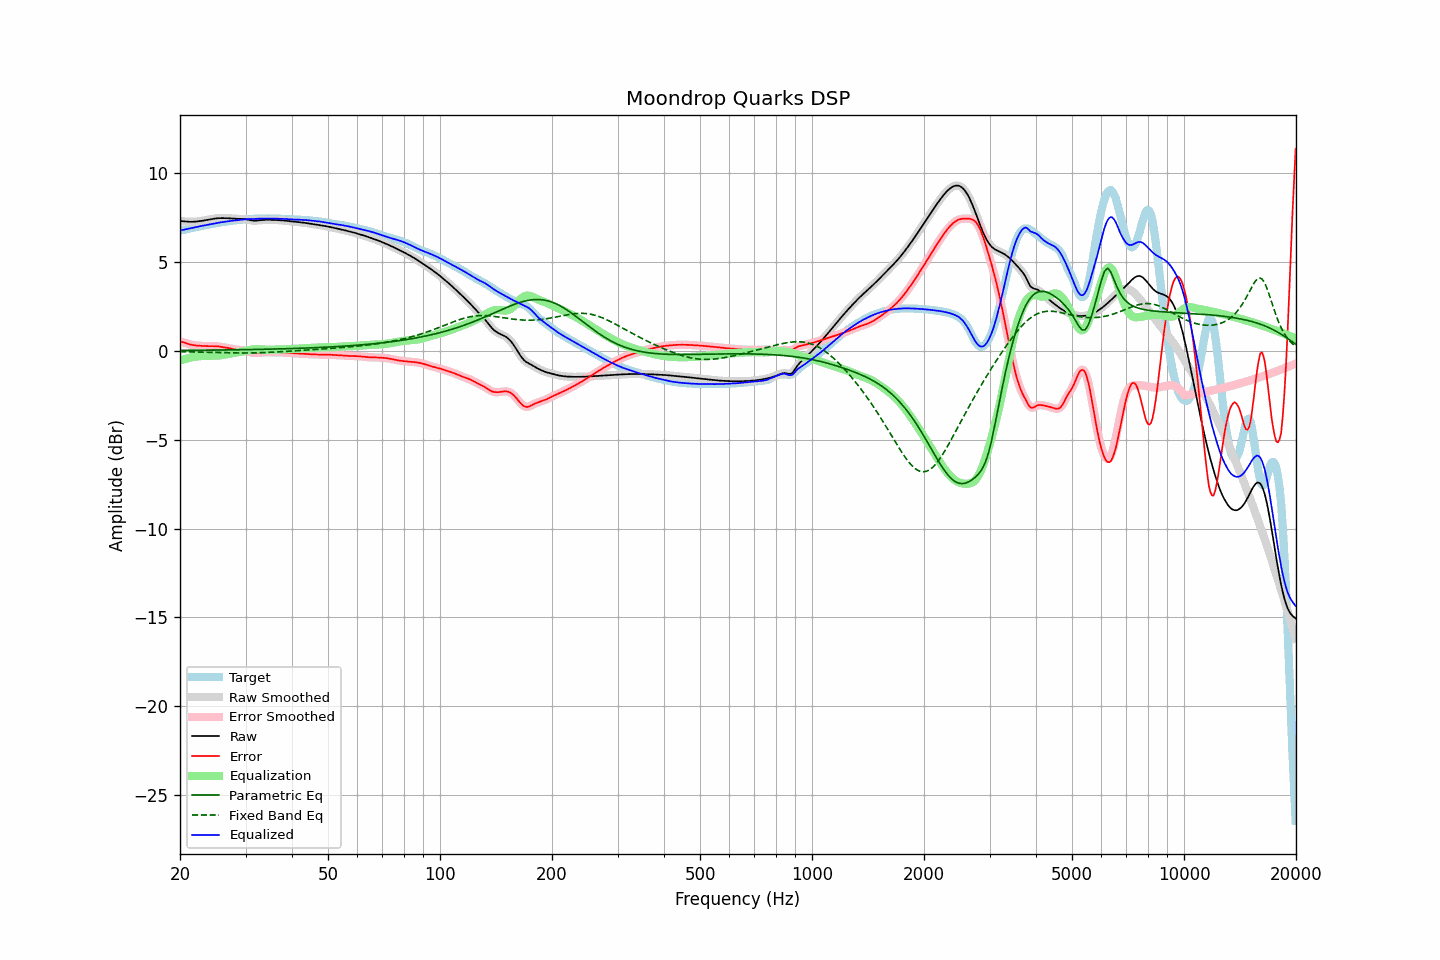 Moondrop Quarks DSP
Amplitude (dBr)
10
5
0
−5
−10
−15
−20
−25
Target
Raw Smoothed
Error Smoothed
Raw
Error
Equalization
Parametric Eq
Fixed Band Eq
Equalized
20 50 100 200 500 1000 2000 5000 10000 20000
Frequency (Hz)